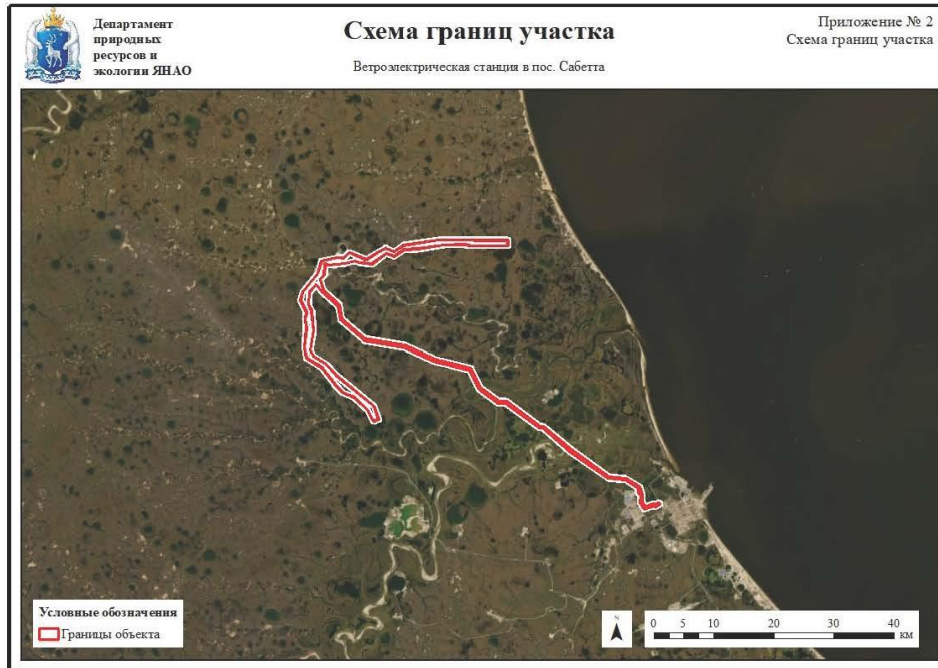 Департамент
природных
ресурсов и
экологии ЯНАО
Схема границ участка
Ветроэлектрическая станция в пос. Сабетта
Приложение № 2
Схема границ участка
Условные обозначения
Границы объекта
N
0 5 10 20 30 40
км